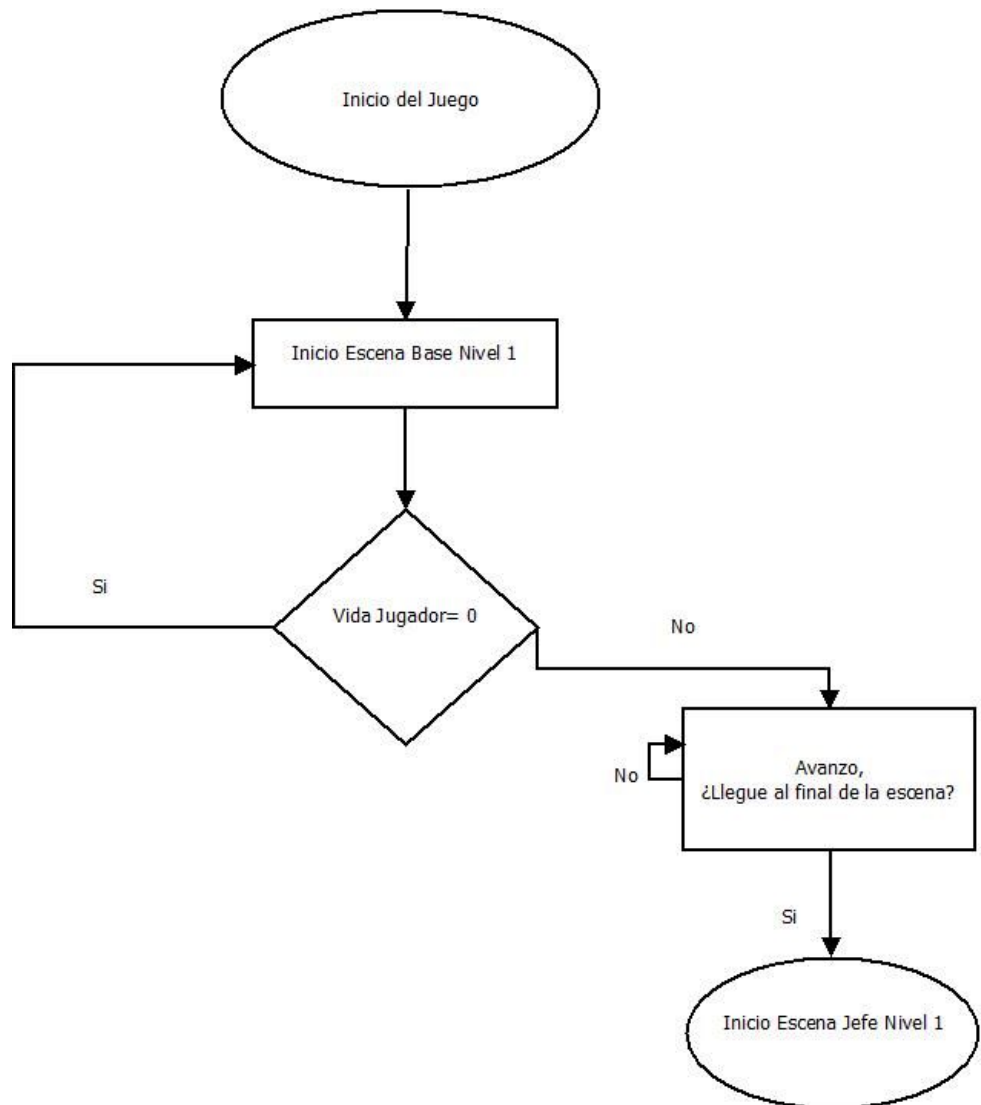 Inicio del Juego
Inicio Escena Base Nivel 1
Si
Vida Jugador= 0
No
Avanzo,
No
¿Llegue al final de la escena?
Si
Inicio Escena Jefe Nivel 1